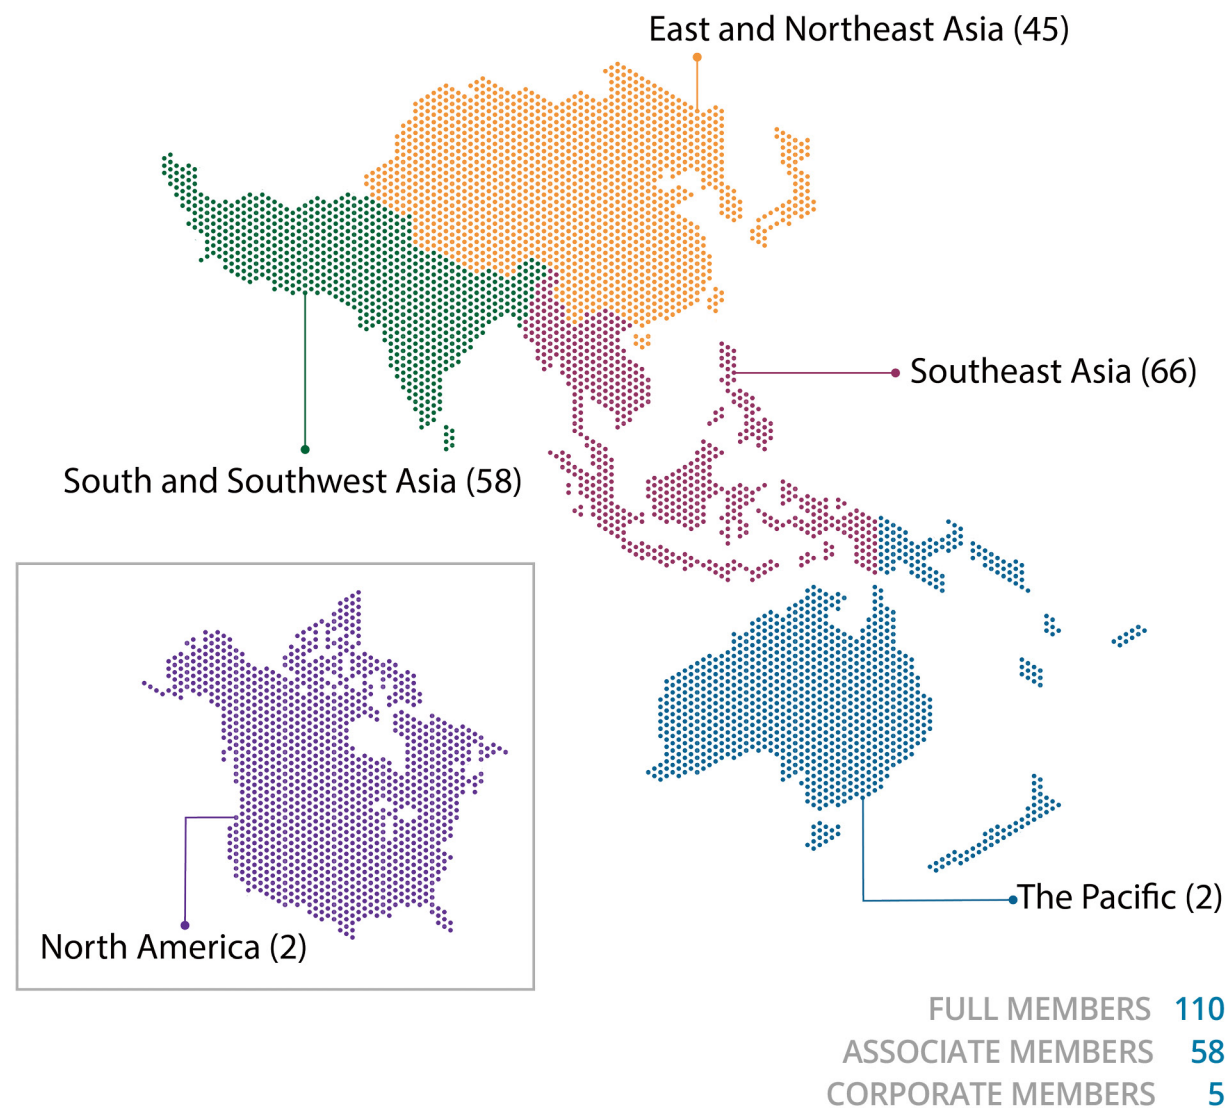 East and Northeast Asia (45)
Southeast Asia (66)
South and Southwest Asia (58)
The Pacific (2)
North America (2)
FULL MEMBERS 110
ASSOCIATE MEMBERS 58
CORPORATE MEMBERS 5